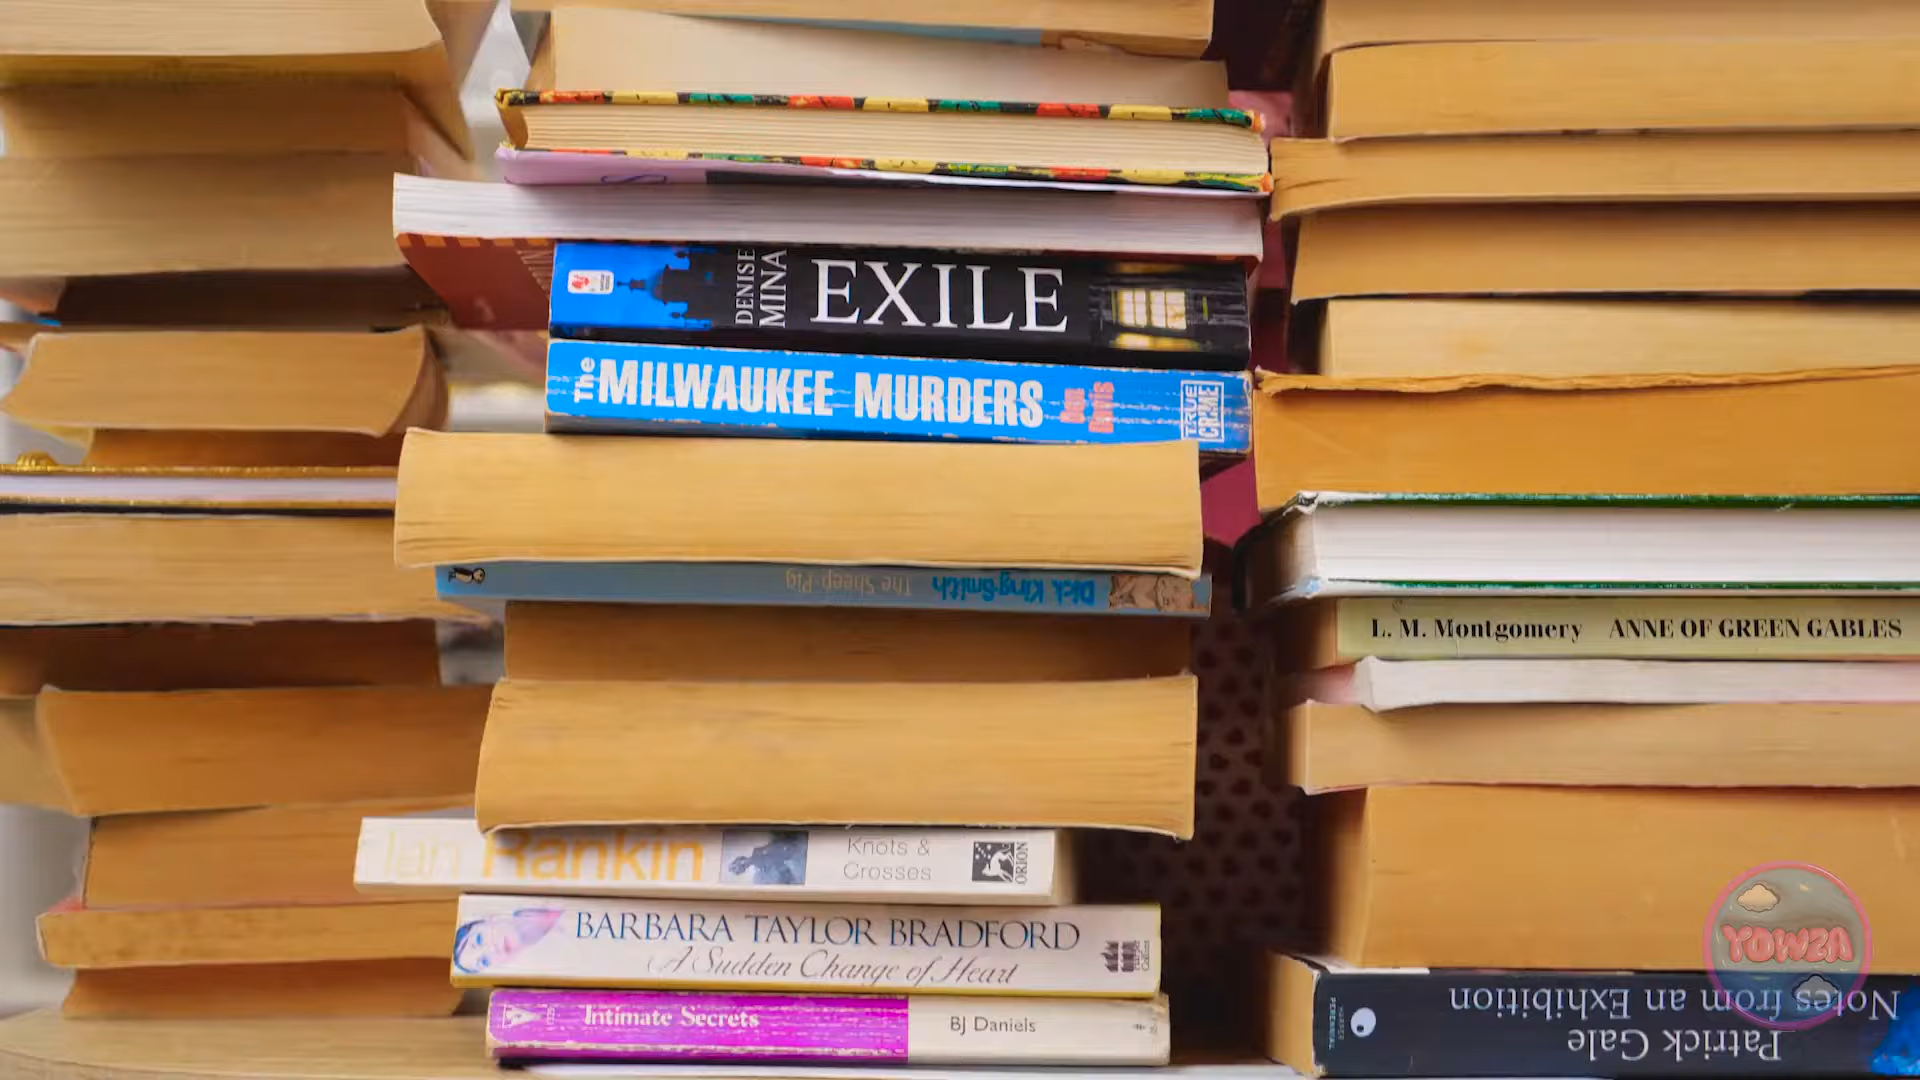 DENISE
MINA
EXILE
The MILWAUKEE MURDERS
Don Davis
TRUE
CRIME
The Sheep-Pig
Dick King-Smith
L. M. Montgomery ANNE OF GREEN GABLES
Ian Rankin
Knots &
Crosses
ORION
BARBARA TAYLOR BRADFORD
A Sudden Change of Heart
Intimate Secrets
BJ Daniels
Patrick Gale
Notes from an Exhibition
YOWZA